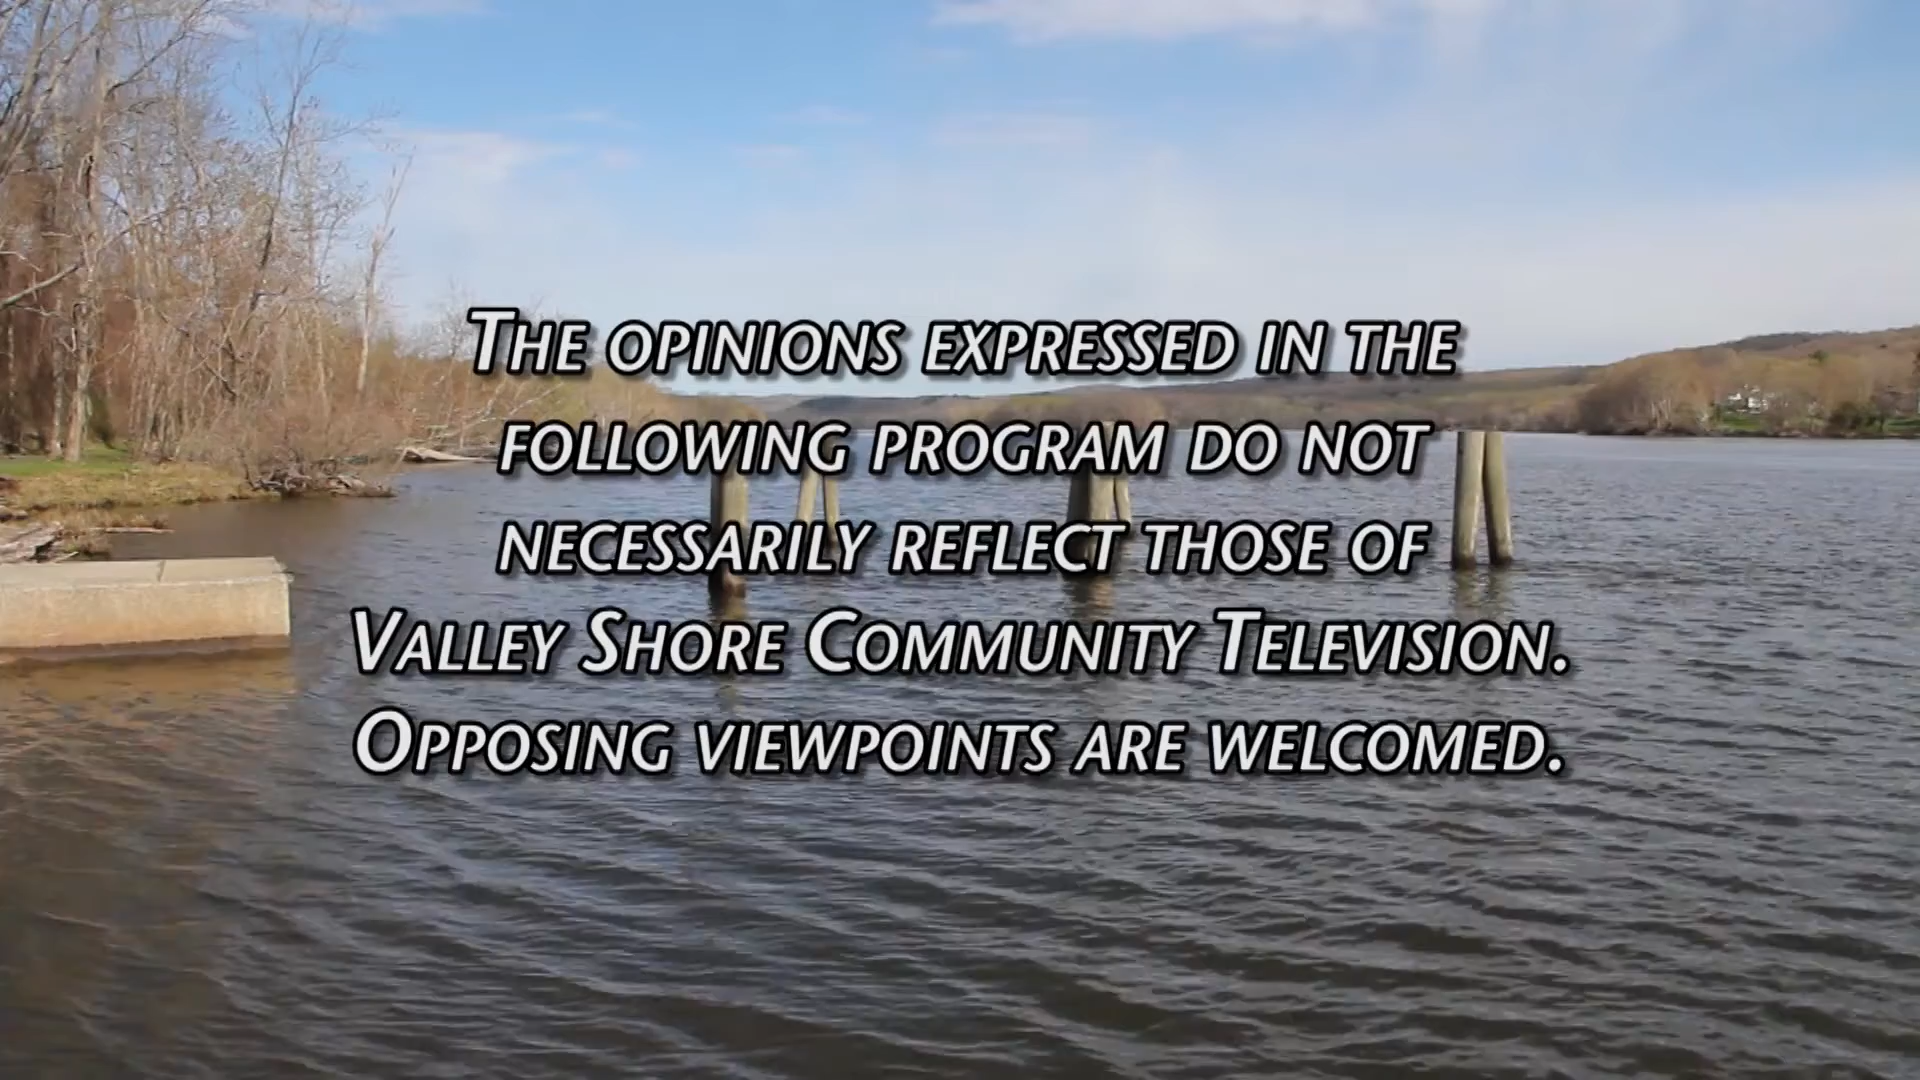 The opinions expressed in the
following program do not
necessarily reflect those of
Valley Shore Community Television.
Opposing viewpoints are welcomed.